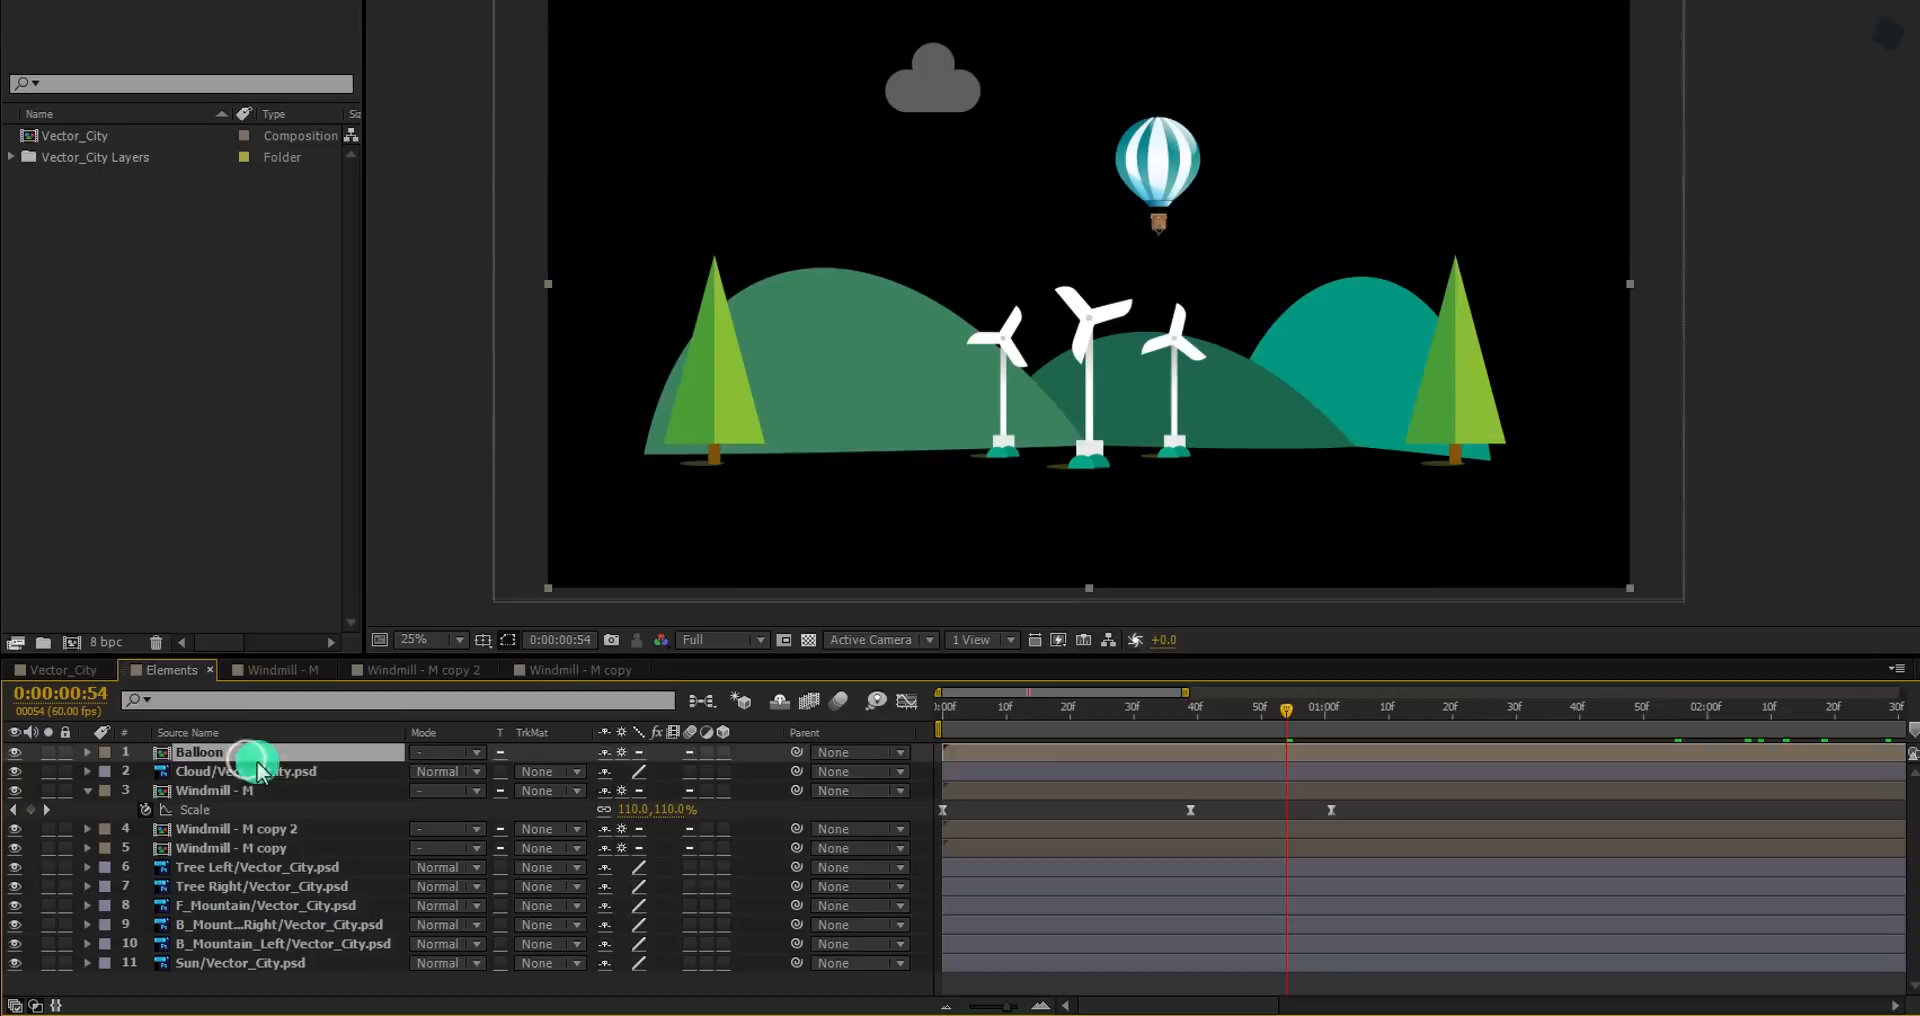 Name Type Siz
Vector_City Composition
Vector_City Layers Folder
8 bpc
25% 0:00:00:54 Full Active Camera 1 View +0.0
Vector_City Elements × Windmill - M Windmill - M copy 2 Windmill - M copy
0:00:00:54
00054 (60.00 fps)
0:00f 10f 20f 30f 40f 50f 01:00f 10f 20f 30f 40f 50f 02:00f 10f 20f 30f
# Source Name Mode T TrkMat fx Parent
1 Balloon - None
2 Normal None None
3 Windmill - M - None None
Scale 110.0,110.0%
4 Windmill - M copy 2 - None None
5 Windmill - M copy - None None
6 Tree Left/Vector_City.psd Normal None None
7 Tree Right/Vector_City.psd Normal None None
8 F_Mountain/Vector_City.psd Normal None None
9 B_Mount...Right/Vector_City.psd Normal None None
10 B_Mountain_Left/Vector_City.psd Normal None None
11 Sun/Vector_City.psd Normal None None